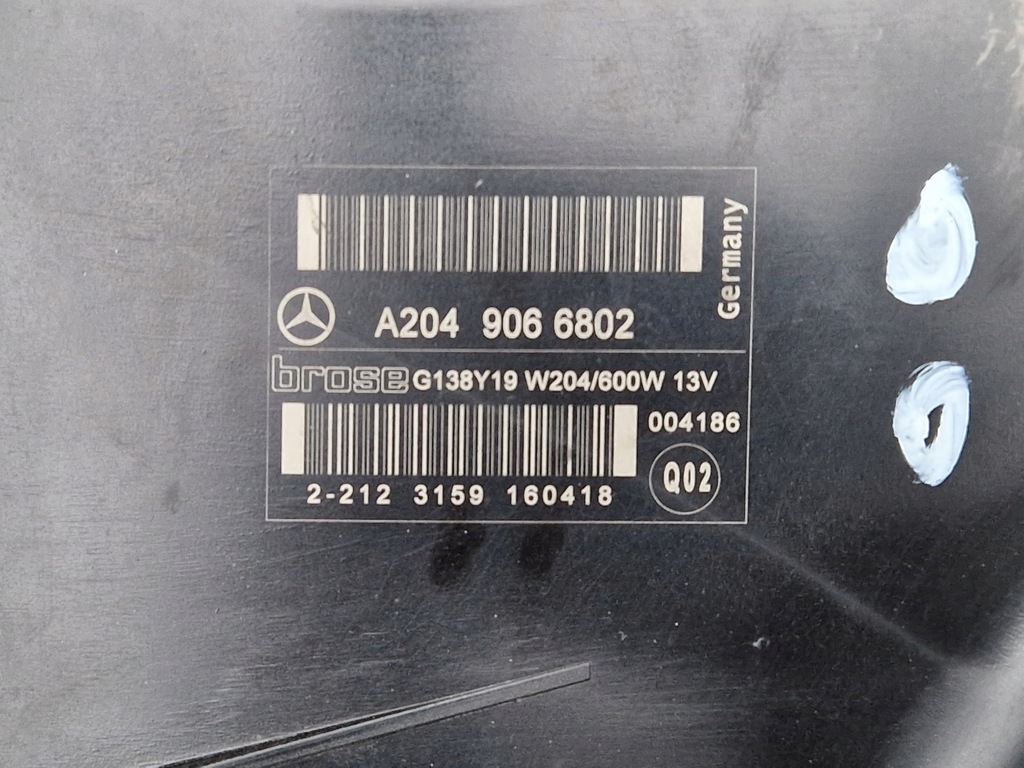 Germany
A204 906 6802
brose G138Y19 W204/600W 13V
004186
2-212 3159 160418
Q02